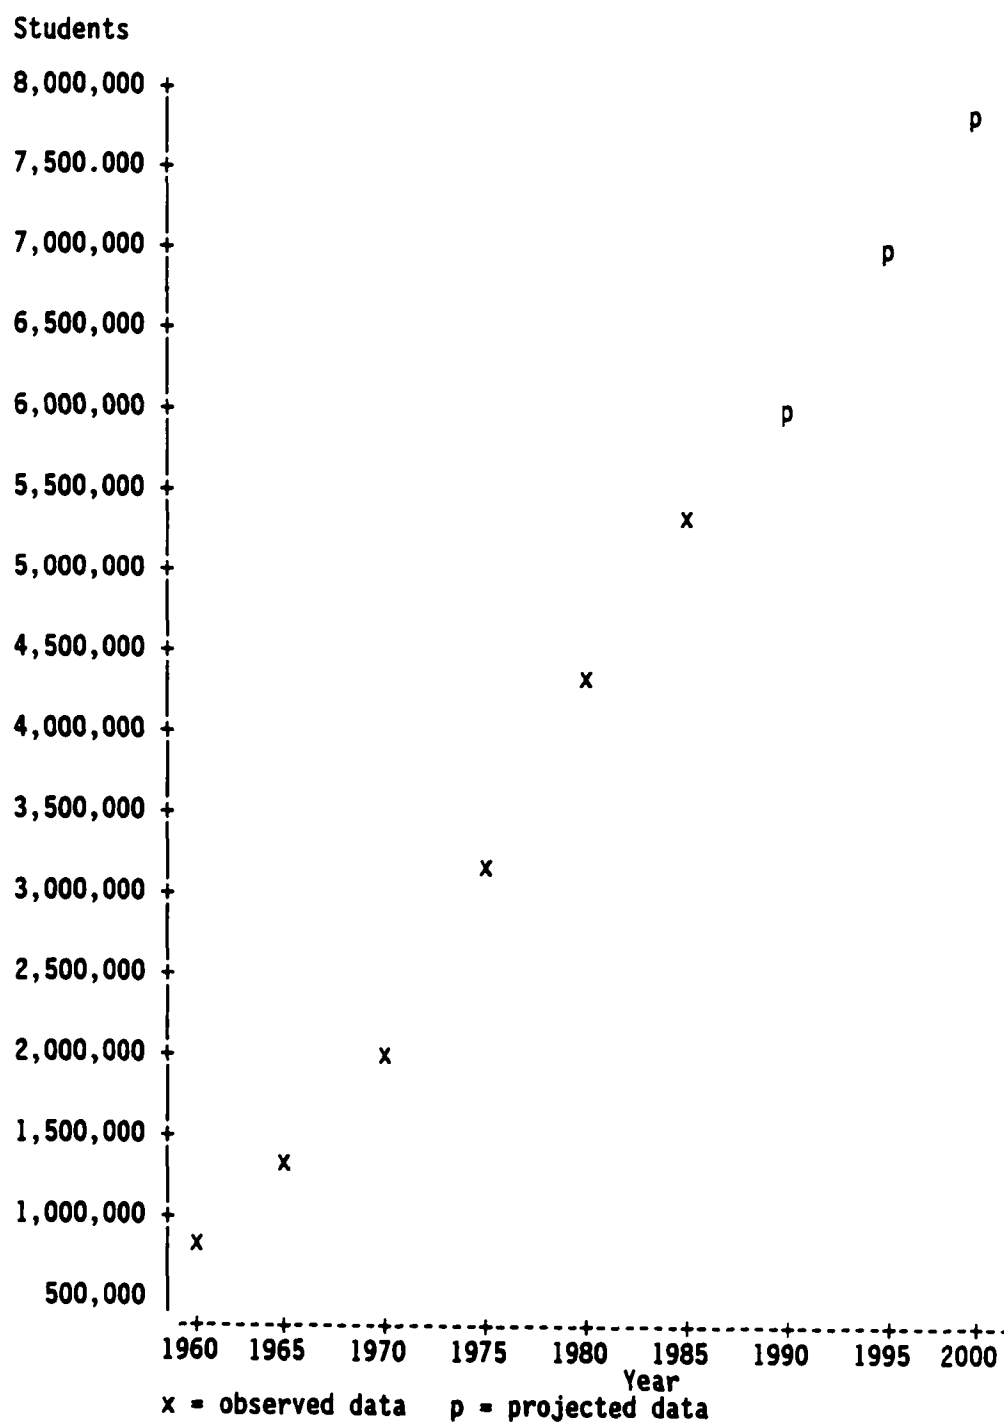 Students
8,000,000
p
7,500.000
7,000,000
p
6,500,000
6,000,000
p
5,500,000
x
5,000,000
4,500,000
x
4,000,000
3,500,000
x
3,000,000
2,500,000
2,000,000
x
1,500,000
x
1,000,000
x
500,000
1960 1965 1970 1975 1980 1985 1990 1995 2000
Year
x = observed data p = projected data